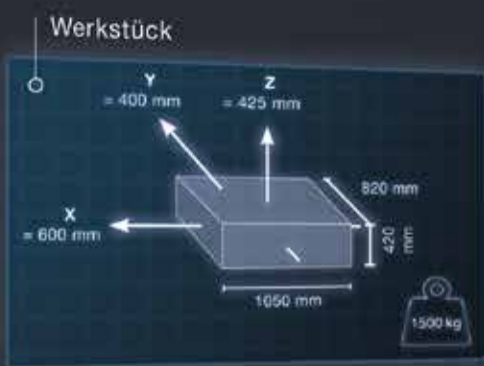 Werkstück
Y
= 400 mm
Z
= 425 mm
820 mm
X
= 600 mm
420 mm
1050 mm
1500 kg